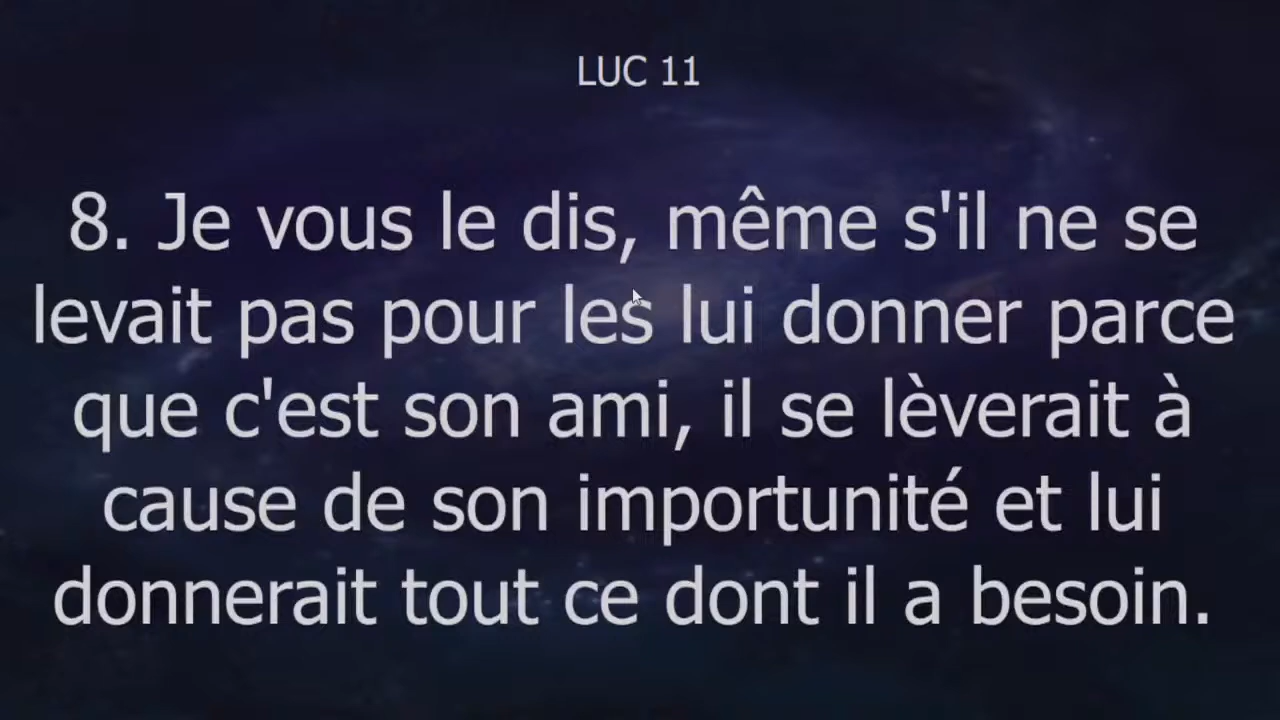 LUC 11
8. Je vous le dis, même s'il ne se
levait pas pour les lui donner parce
que c'est son ami, il se lèverait à
cause de son importunité et lui
donnerait tout ce dont il a besoin.